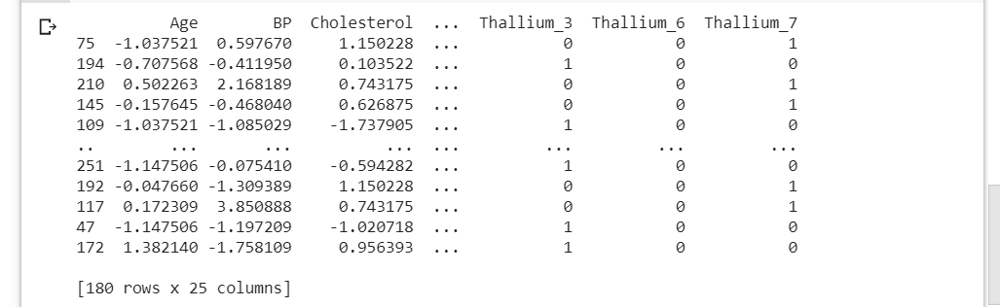 Age BP Cholesterol ... Thallium_3 Thallium_6 Thallium_7
75 -1.037521 0.597670 1.150228 ... 0 0 1
194 -0.707568 -0.411950 0.103522 ... 1 0 0
210 0.502263 2.168189 0.743175 ... 0 0 1
145 -0.157645 -0.468040 0.626875 ... 0 0 1
109 -1.037521 -1.085029 -1.737905 ... 1 0 0
.. ... ... ... ... ... ... ...
251 -1.147506 -0.075410 -0.594282 ... 1 0 0
192 -0.047660 -1.309389 1.150228 ... 0 0 1
117 0.172309 3.850888 0.743175 ... 0 0 1
47 -1.147506 -1.197209 -1.020718 ... 1 0 0
172 1.382140 -1.758109 0.956393 ... 1 0 0
[180 rows x 25 columns]